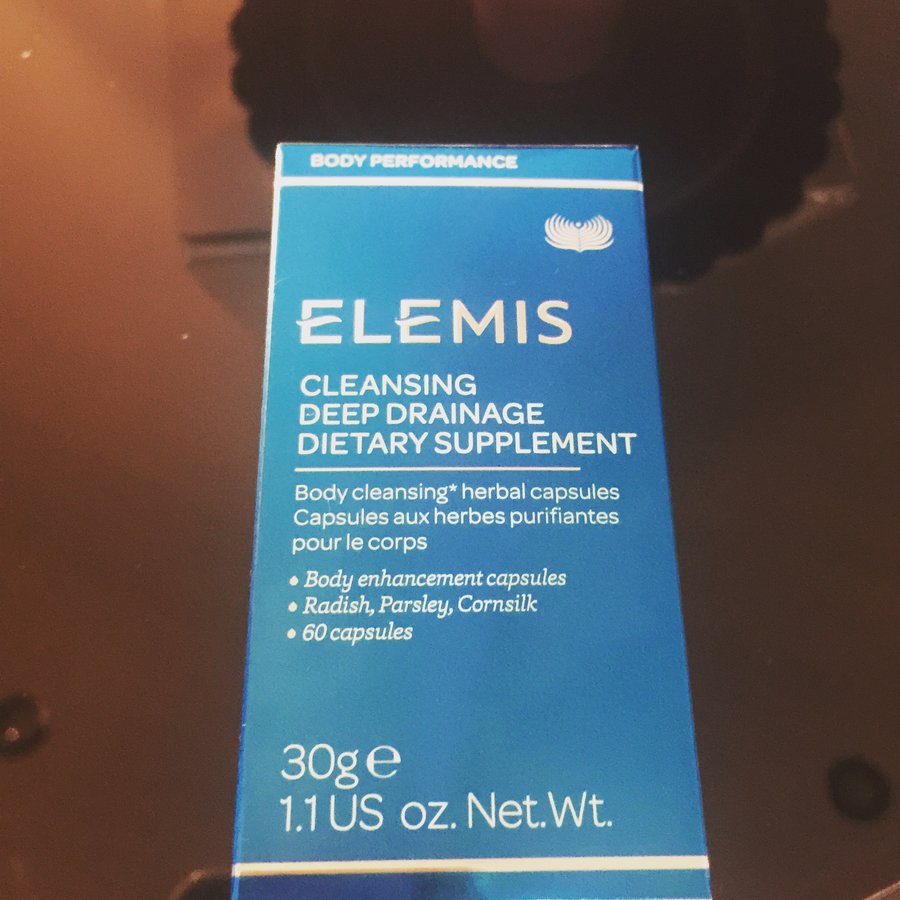 BODY PERFORMANCE
ELEMIS
CLEANSING
DEEP DRAINAGE
DIETARY SUPPLEMENT
Body cleansing* herbal capsules
Capsules aux herbes purifiantes
pour le corps
• Body enhancement capsules
• Radish, Parsley, Cornsilk
• 60 capsules
30g ℮
1.1 US oz. Net.Wt.